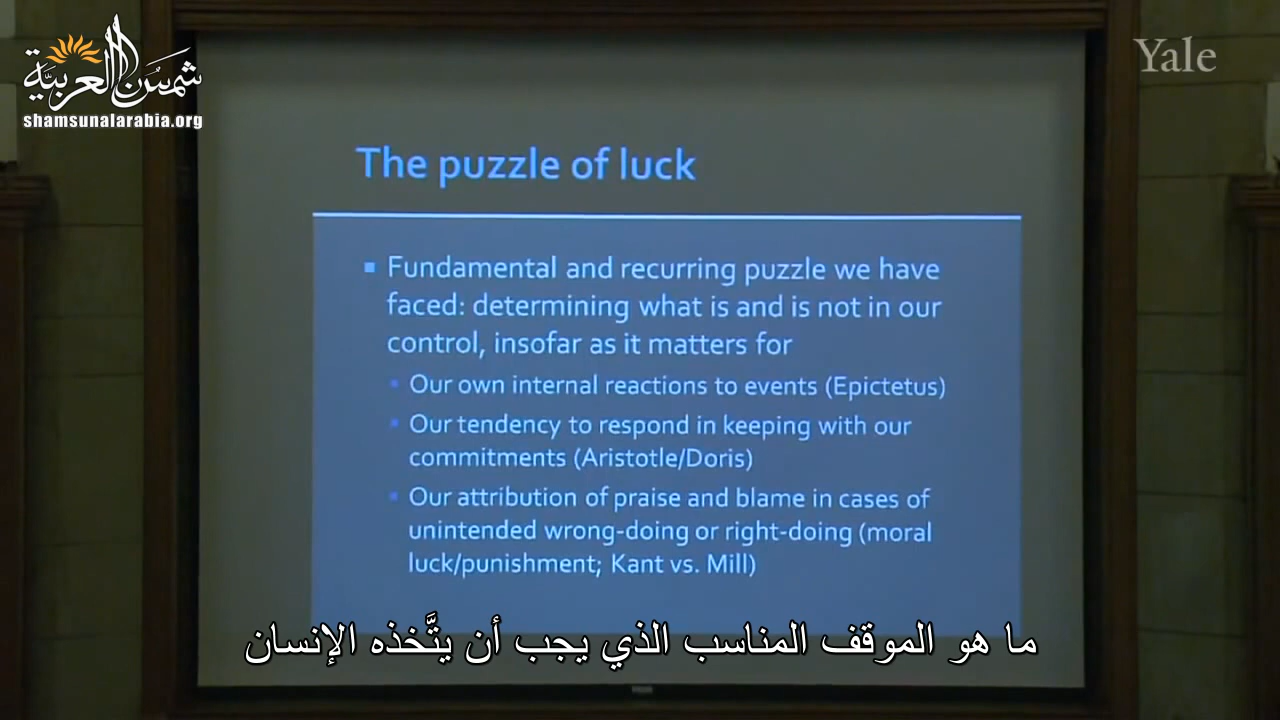 شمس العربية
shamsunalarabia.org
Yale
The puzzle of luck
▪ Fundamental and recurring puzzle we have
faced: determining what is and is not in our
control, insofar as it matters for
▪ Our own internal reactions to events (Epictetus)
▪ Our tendency to respond in keeping with our
commitments (Aristotle/Doris)
▪ Our attribution of praise and blame in cases of
unintended wrong-doing or right-doing (moral
luck/punishment; Kant vs. Mill)
ما هو الموقف المناسب الذي يجب أن يتَّخذه الإنسان